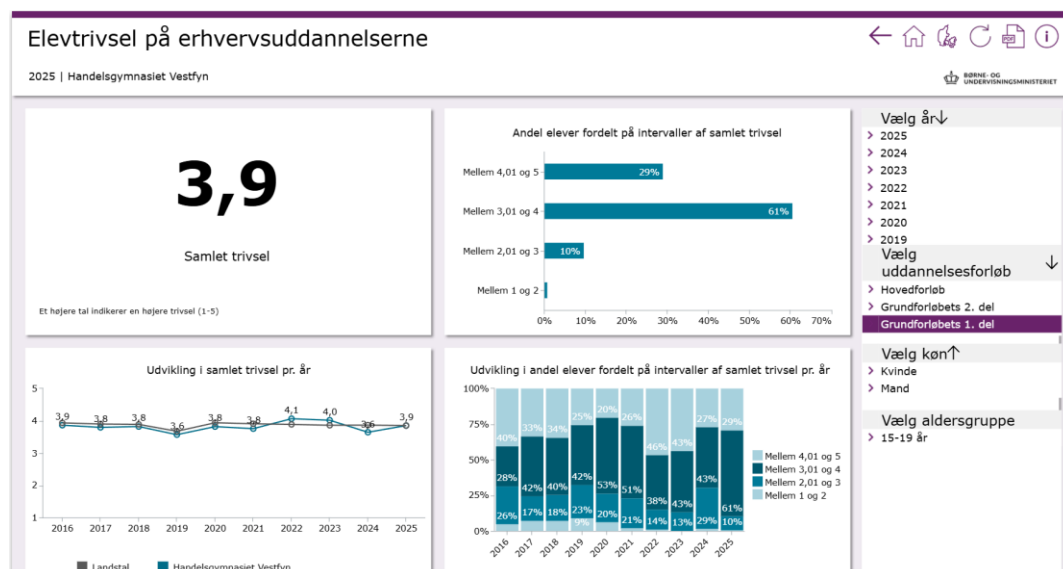 Elevtrivsel på erhvervsuddannelserne
2025 | Handelsgymnasiet Vestfyn
PDF
BØRNE- OG
UNDERVISNINGSMINISTERIET
3,9
Samlet trivsel
Et højere tal indikerer en højere trivsel (1-5)
Andel elever fordelt på intervaller af samlet trivsel
Mellem 4,01 og 5
29%
Mellem 3,01 og 4
61%
Mellem 2,01 og 3
10%
Mellem 1 og 2
0% 10% 20% 30% 40% 50% 60% 70%
Vælg år
2025
2024
2023
2022
2021
2020
2019
Vælg
uddannelsesforløb
Hovedforløb
Grundforløbets 2. del
Grundforløbets 1. del
Vælg køn
Kvinde
Mand
Vælg aldersgruppe
15-19 år
Udvikling i samlet trivsel pr. år
5
4
3
2
1
3,9 3,8 3,8 3,6 3,8 3,8 4,1 4,0 3,6 3,9
2016 2017 2018 2019 2020 2021 2022 2023 2024 2025
Landstal Handelsgymnasiet Vestfyn
Udvikling i andel elever fordelt på intervaller af samlet trivsel pr. år
100%
75%
50%
25%
0%
40% 33% 34% 25% 20% 26% 46% 43% 27% 29%
28% 42% 40% 42% 53% 51% 38% 43% 43% 61%
26% 17% 18% 23% 20% 21% 14% 13% 29% 10%
9%
2016 2017 2018 2019 2020 2021 2022 2023 2024 2025
Mellem 4,01 og 5
Mellem 3,01 og 4
Mellem 2,01 og 3
Mellem 1 og 2